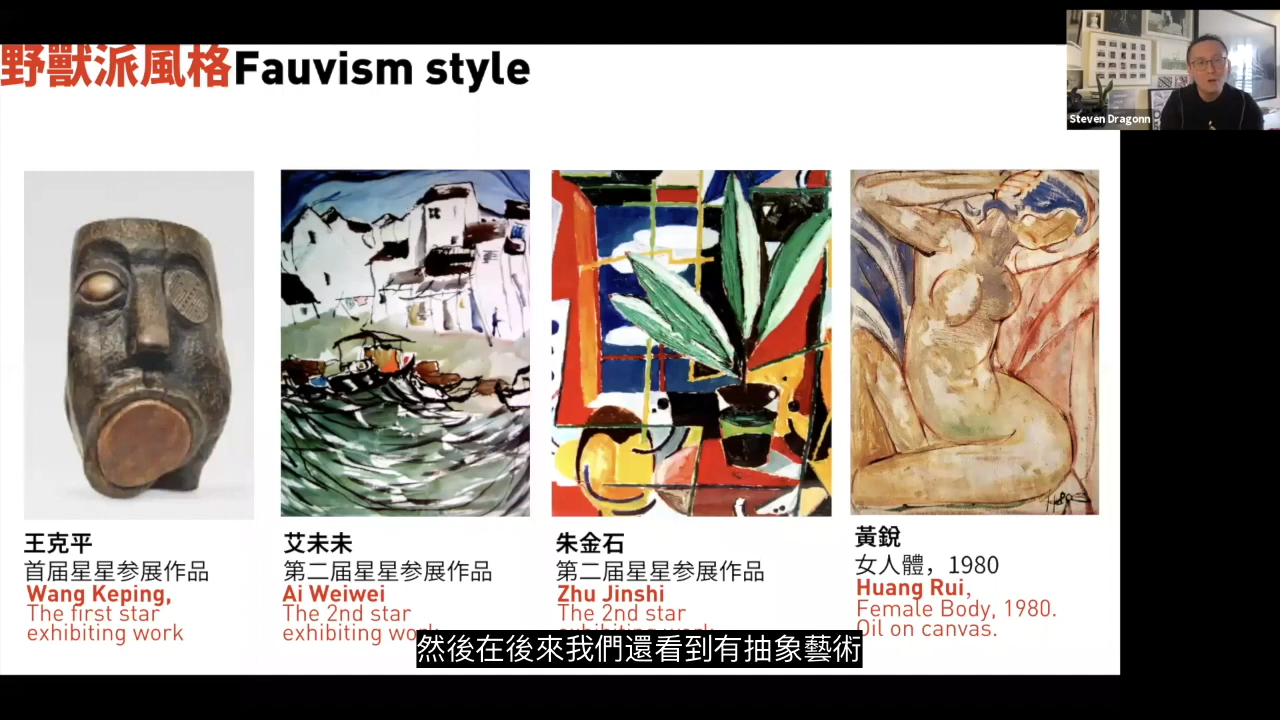 野獸派風格Fauvism style
Steven Dragonn
王克平
首届星星参展作品
Wang Keping,
The first star
exhibiting work
艾未未
第二届星星参展作品
Ai Weiwei
The 2nd star
exhibiting work
朱金石
第二届星星参展作品
Zhu Jinshi
The 2nd star
exhibiting work
黃銳
女人體，1980
Huang Rui,
Female Body, 1980.
Oil on canvas.
然後在後來我們還看到有抽象藝術